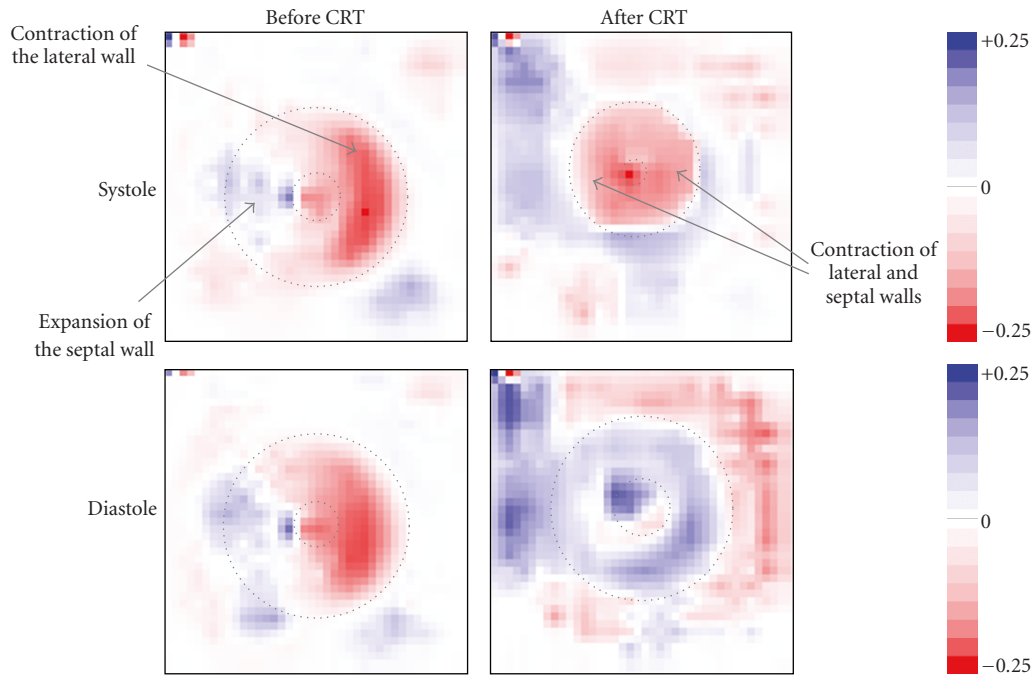 Before CRT
After CRT
Contraction of
the lateral wall
+0.25
Systole
0
Contraction of
lateral and
septal walls
Expansion of
the septal wall
−0.25
+0.25
Diastole
0
−0.25